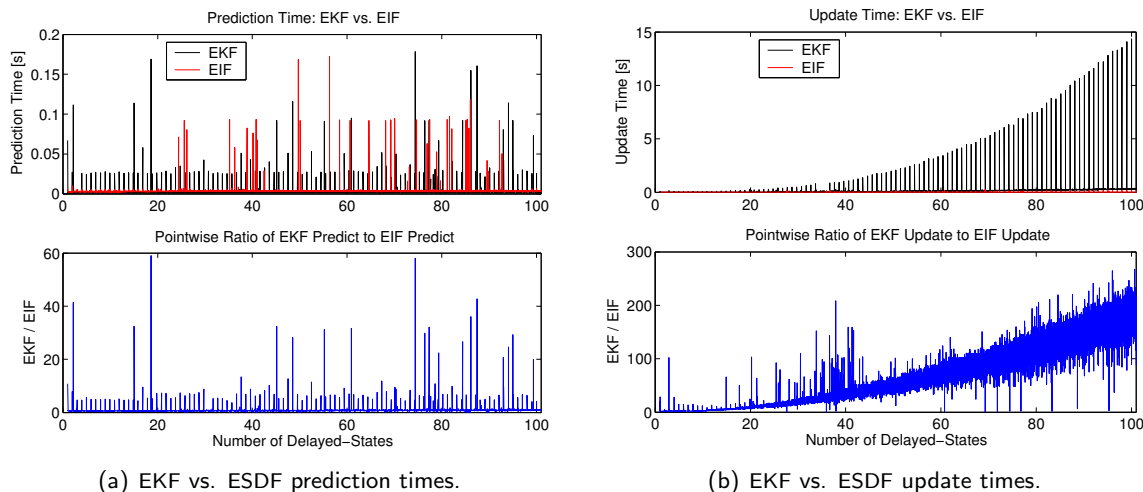 Prediction Time: EKF vs. EIF
0.2
0.15
0.1
0.05
0
Prediction Time [s]
EKF
EIF
0 20 40 60 80 100
Pointwise Ratio of EKF Predict to EIF Predict
60
40
20
0
EKF / EIF
0 20 40 60 80 100
Number of Delayed−States
(a) EKF vs. ESDF prediction times.
Update Time: EKF vs. EIF
15
10
5
0
Update Time [s]
EKF
EIF
0 20 40 60 80 100
Pointwise Ratio of EKF Update to EIF Update
300
200
100
0
EKF / EIF
0 20 40 60 80 100
Number of Delayed−States
(b) EKF vs. ESDF update times.